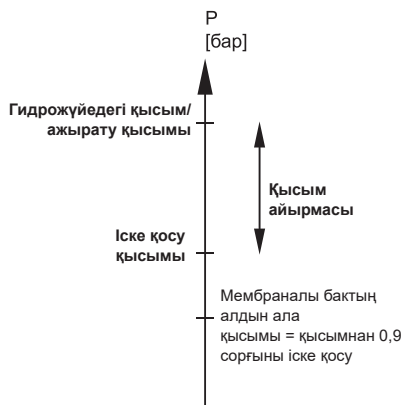 P
[бар]
Гидрожүйедегі қысым/
ажырату қысымы
Қысым
айырмасы
Іске қосу
қысымы
Мембраналы бактың
алдын ала
қысымы = қысымнан 0,9
сорғыны іске қосу